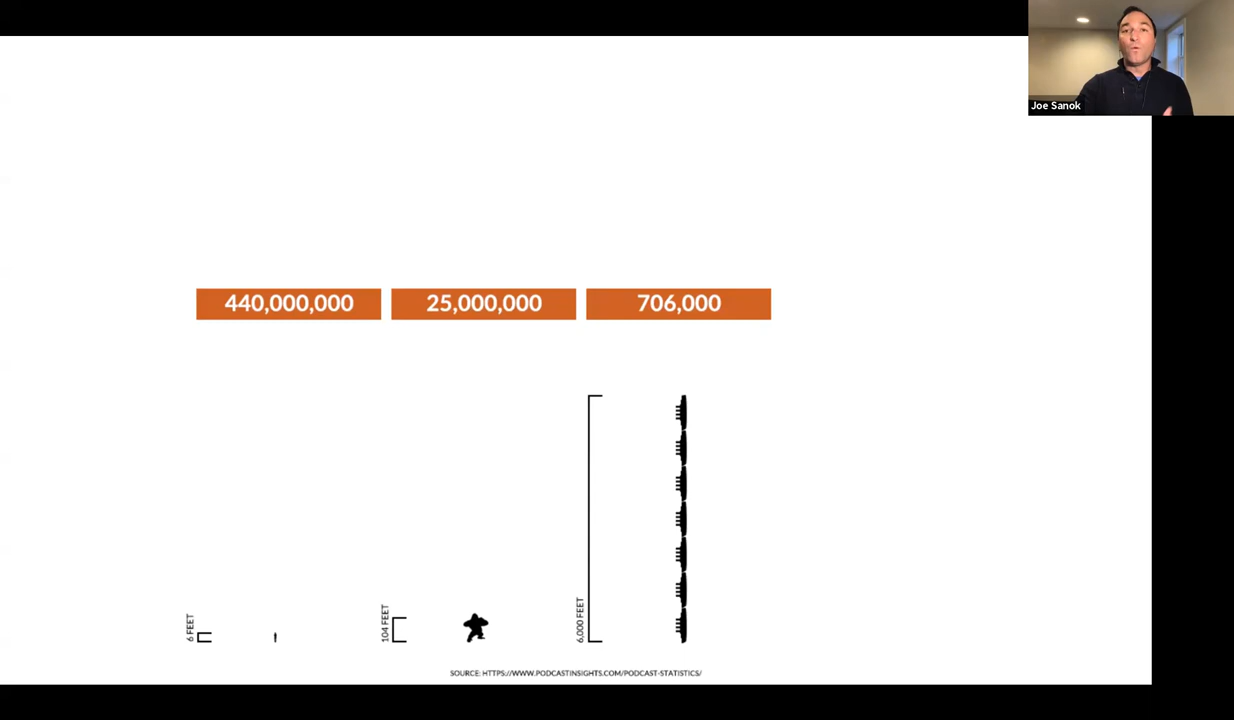 Joe Sanok
440,000,000
25,000,000
706,000
6 FEET
104 FEET
6,000 FEET
SOURCE: HTTPS://WWW.PODCASTINSIGHTS.COM/PODCAST-STATISTICS/